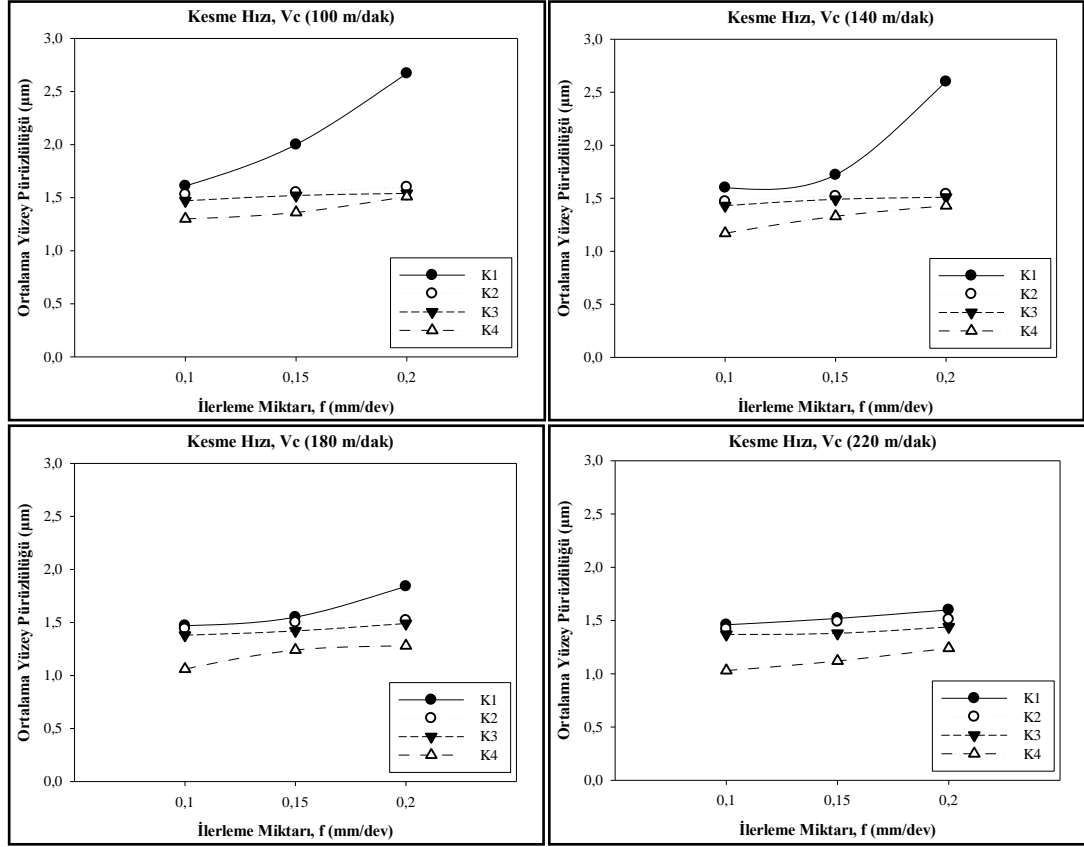 Kesme Hızı, Vc (100 m/dak)
Ortalama Yüzey Pürüzlülüğü (µm)
3,0
2,5
2,0
1,5
1,0
0,5
0,0
K1
K2
K3
K4
0,1 0,15 0,2
İlerleme Miktarı, f (mm/dev)
Kesme Hızı, Vc (140 m/dak)
Ortalama Yüzey Pürüzlülüğü (µm)
3,0
2,5
2,0
1,5
1,0
0,5
0,0
K1
K2
K3
K4
0,1 0,15 0,2
İlerleme Miktarı, f (mm/dev)
Kesme Hızı, Vc (180 m/dak)
Ortalama Yüzey Pürüzlülüğü (µm)
3,0
2,5
2,0
1,5
1,0
0,5
0,0
K1
K2
K3
K4
0,1 0,15 0,2
İlerleme Miktarı, f (mm/dev)
Kesme Hızı, Vc (220 m/dak)
Ortalama Yüzey Pürüzlülüğü (µm)
3,0
2,5
2,0
1,5
1,0
0,5
0,0
K1
K2
K3
K4
0,1 0,15 0,2
İlerleme Miktarı, f (mm/dev)